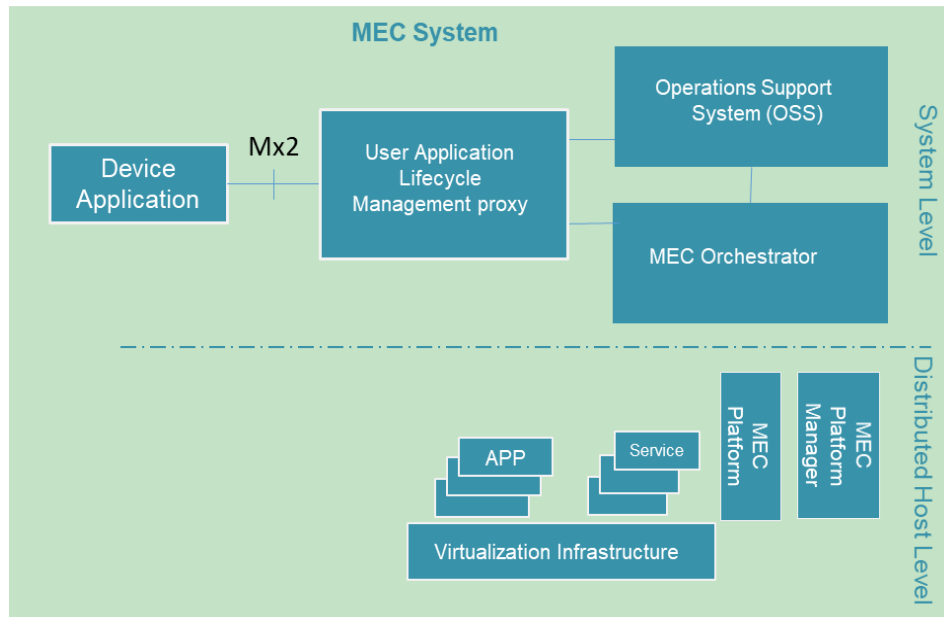 MEC System
Operations Support
System (OSS)
User Application
Lifecycle
Management proxy
Mx2
Device
Application
MEC Orchestrator
System Level
Distributed Host Level
APP
Service
MEC
Platform
MEC
Platform
Manager
Virtualization Infrastructure